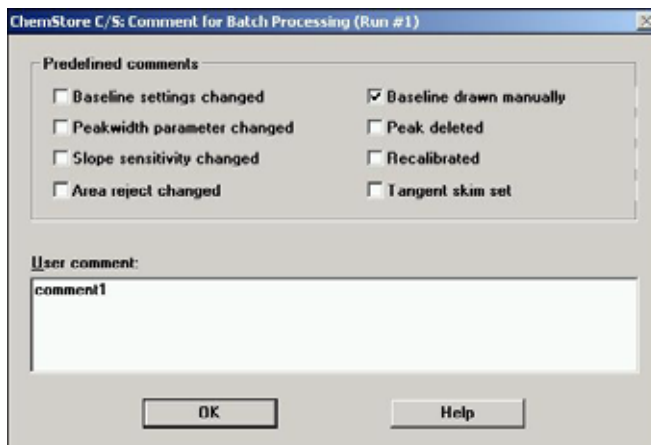 ChemStore C/S: Comment for Batch Processing (Run #1)
Predefined comments
Baseline settings changed
Baseline drawn manually
Peakwidth parameter changed
Peak deleted
Slope sensitivity changed
Recalibrated
Area reject changed
Tangent skim set
User comment:
comment1
OK
Help